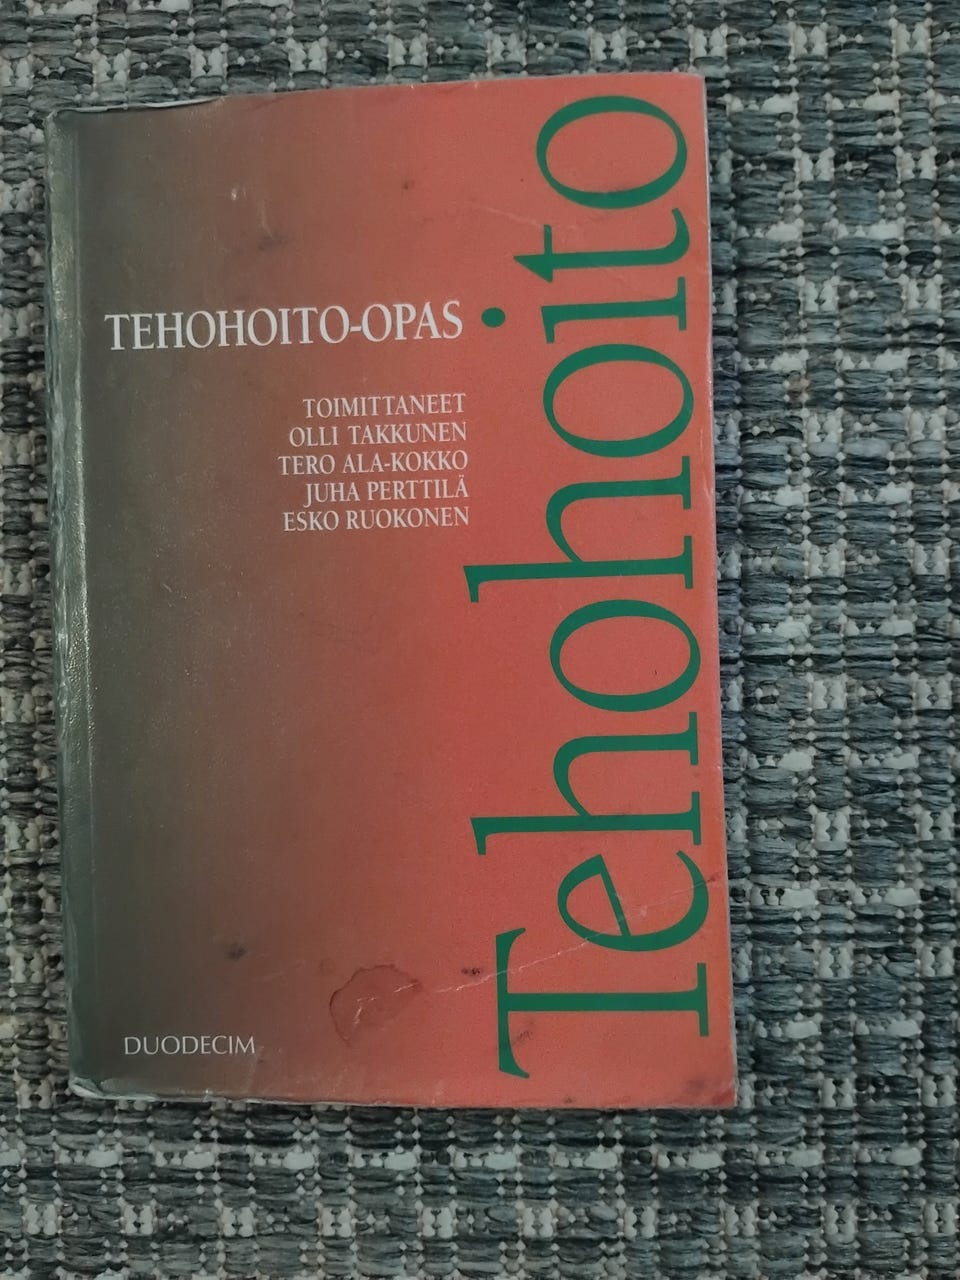 TEHOHOITO-OPAS
TOIMITTANEET
OLLI TAKKUNEN
TERO ALA-KOKKO
JUHA PERTTILÄ
ESKO RUOKONEN
Tehohoito
DUODECIM